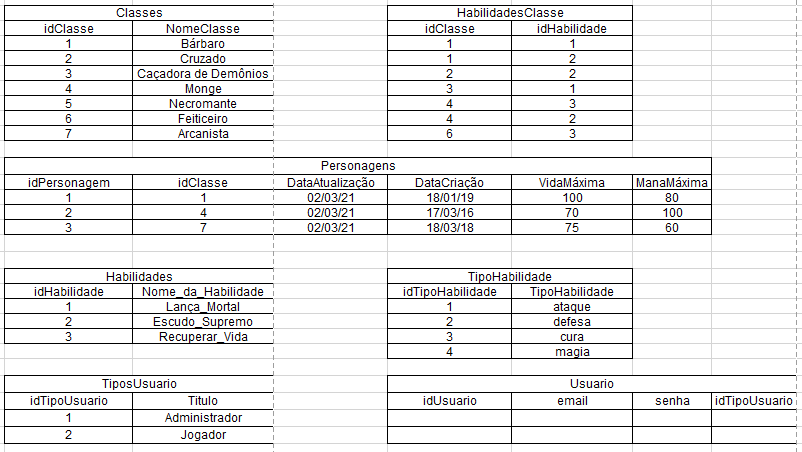 Classes
idClasse NomeClasse
1 Bárbaro
2 Cruzado
3 Caçadora de Demônios
4 Monge
5 Necromante
6 Feiticeiro
7 Arcanista
HabilidadesClasse
idClasse idHabilidade
1 1
1 2
2 2
3 1
4 3
4 2
6 3
Personagens
idPersonagem idClasse DataAtualização DataCriação VidaMáxima ManaMáxima
1 1 02/03/21 18/01/19 100 80
2 4 02/03/21 17/03/16 70 100
3 7 02/03/21 18/03/18 75 60
Habilidades
idHabilidade Nome_da_Habilidade
1 Lança_Mortal
2 Escudo_Supremo
3 Recuperar_Vida
TipoHabilidade
idTipoHabilidade TipoHabilidade
1 ataque
2 defesa
3 cura
4 magia
TiposUsuario
idTipoUsuario Titulo
1 Administrador
2 Jogador
Usuario
idUsuario email senha idTipoUsuario